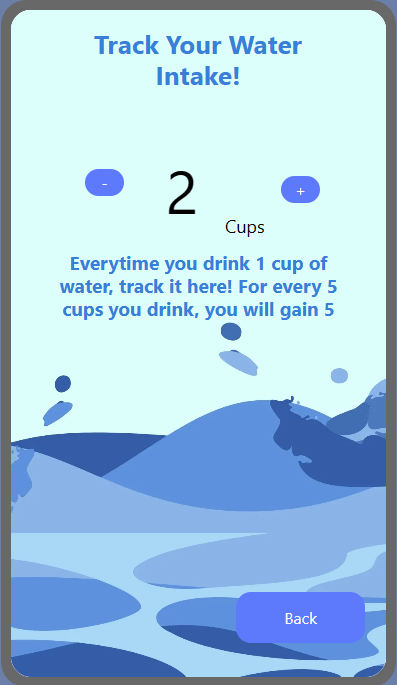 Track Your Water
Intake!
-
2
+
Cups
Everytime you drink 1 cup of
water, track it here! For every 5
cups you drink, you will gain 5
Back